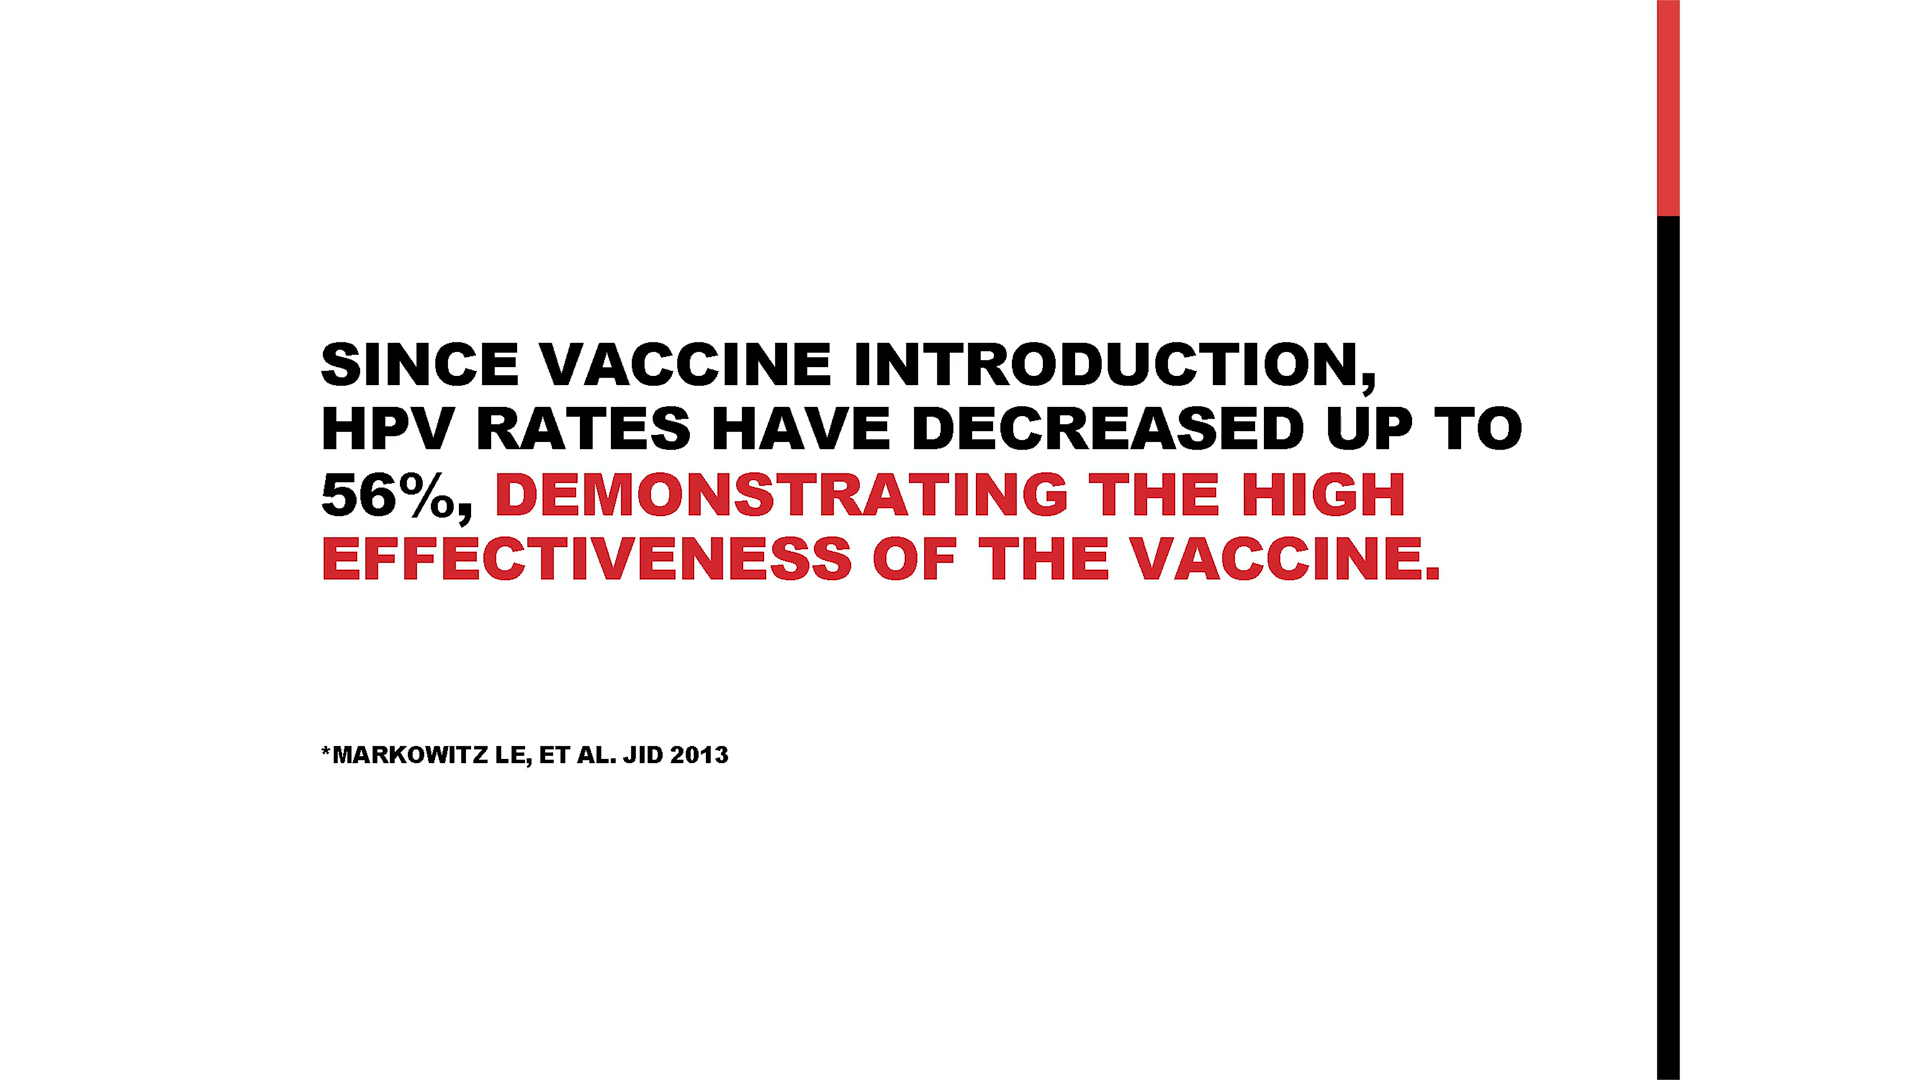 SINCE VACCINE INTRODUCTION,
HPV RATES HAVE DECREASED UP TO
56%, DEMONSTRATING THE HIGH
EFFECTIVENESS OF THE VACCINE.
*MARKOWITZ LE, ET AL. JID 2013